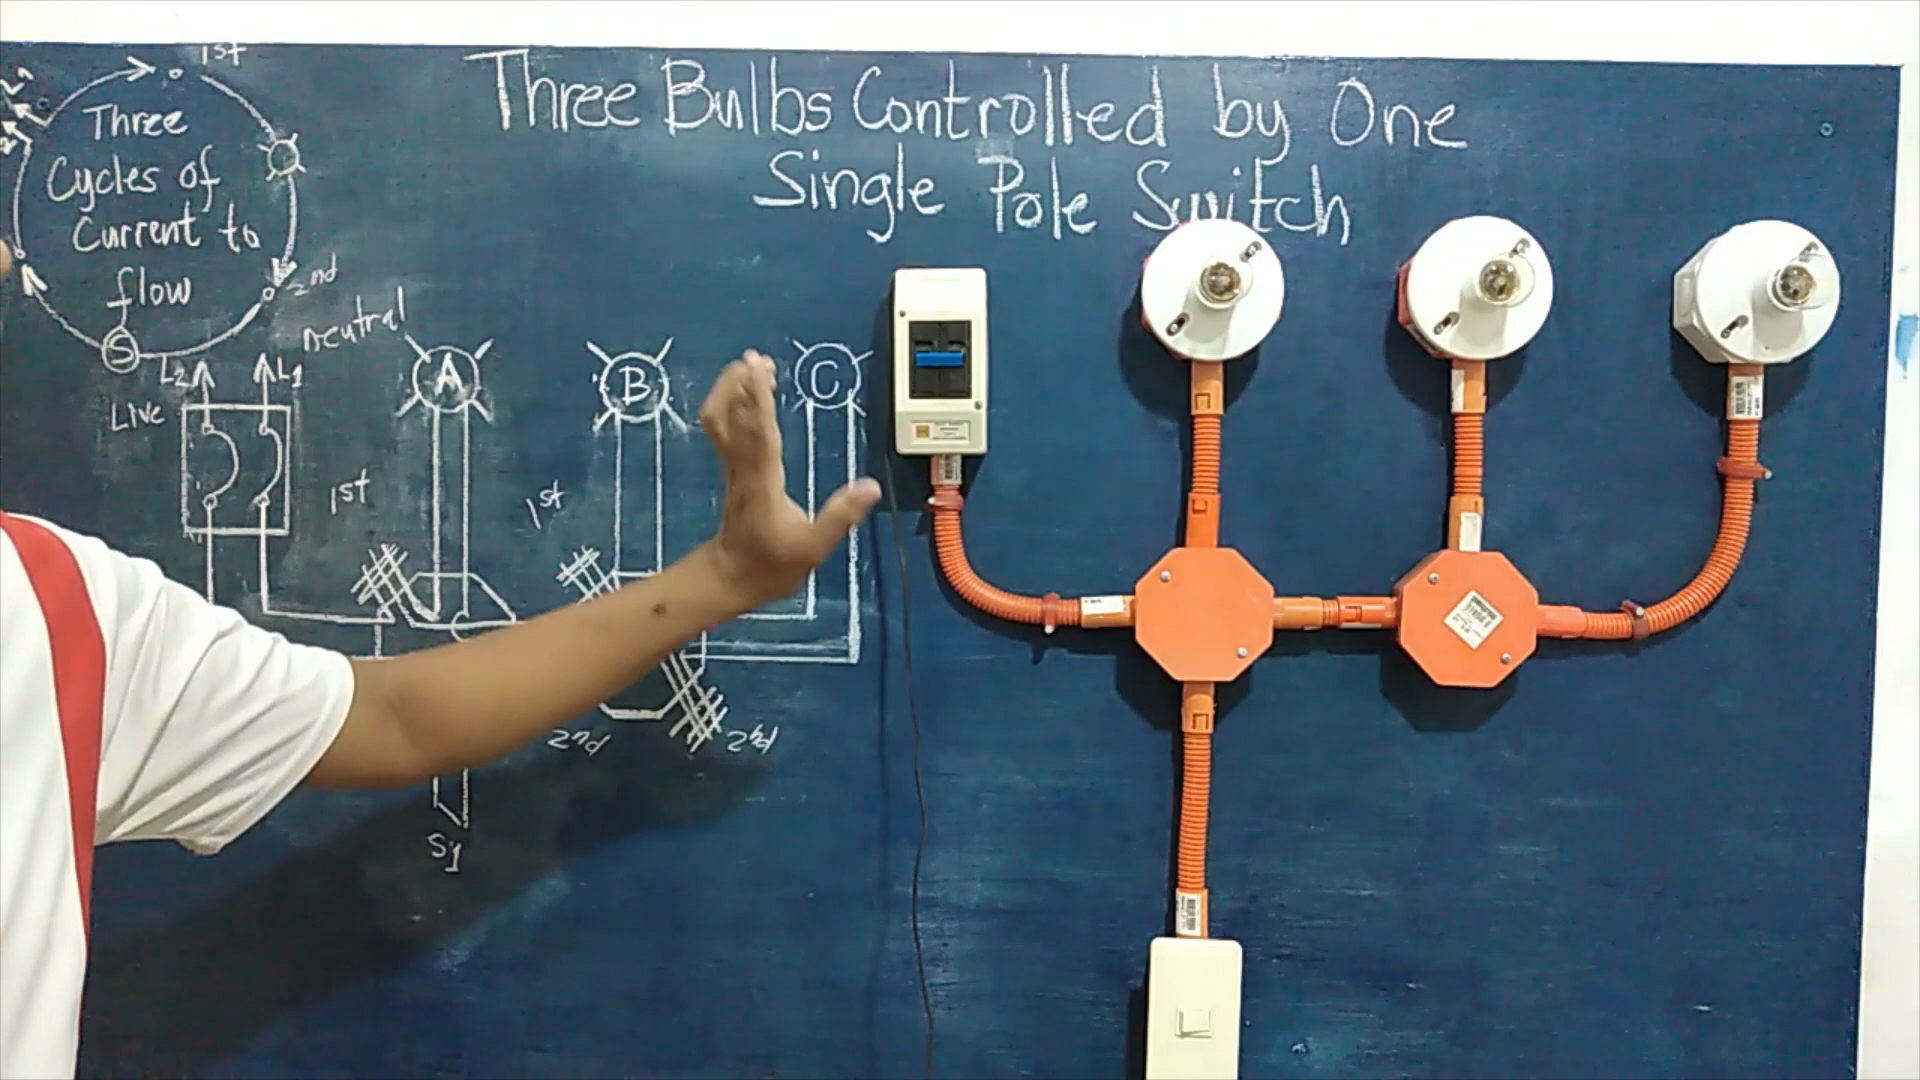 Three Bulbs Controlled by One
Single Pole Switch
1st
Three
Cycles of
Current to
flow
2nd
S
neutral
L2
L1
Live
A
B
C
1st
1st
2nd
2nd
S1